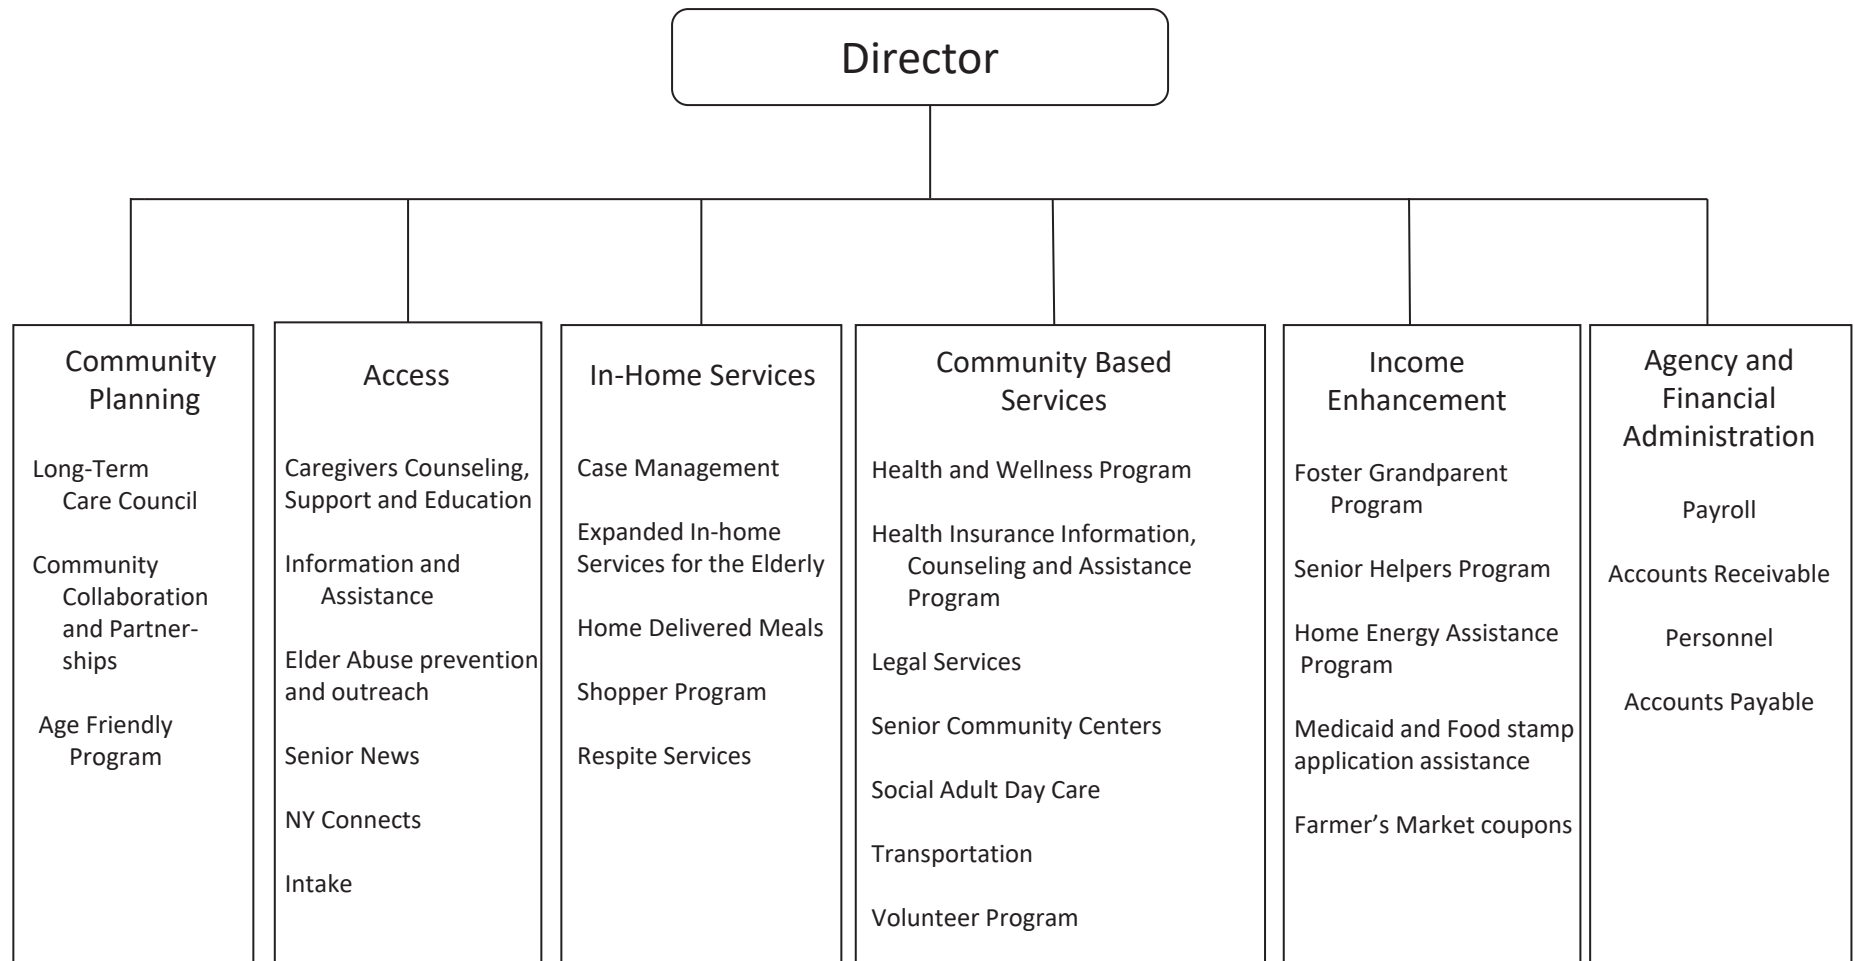 Director
Community
Planning
Long-Term
Care Council
Community
Collaboration
and Partner-
ships
Age Friendly
Program
Access
Caregivers Counseling,
Support and Education
Information and
Assistance
Elder Abuse prevention
and outreach
Senior News
NY Connects
Intake
In-Home Services
Case Management
Expanded In-home
Services for the Elderly
Home Delivered Meals
Shopper Program
Respite Services
Community Based
Services
Health and Wellness Program
Health Insurance Information,
Counseling and Assistance
Program
Legal Services
Senior Community Centers
Social Adult Day Care
Transportation
Volunteer Program
Income
Enhancement
Foster Grandparent
Program
Senior Helpers Program
Home Energy Assistance
Program
Medicaid and Food stamp
application assistance
Farmer’s Market coupons
Agency and
Financial
Administration
Payroll
Accounts Receivable
Personnel
Accounts Payable